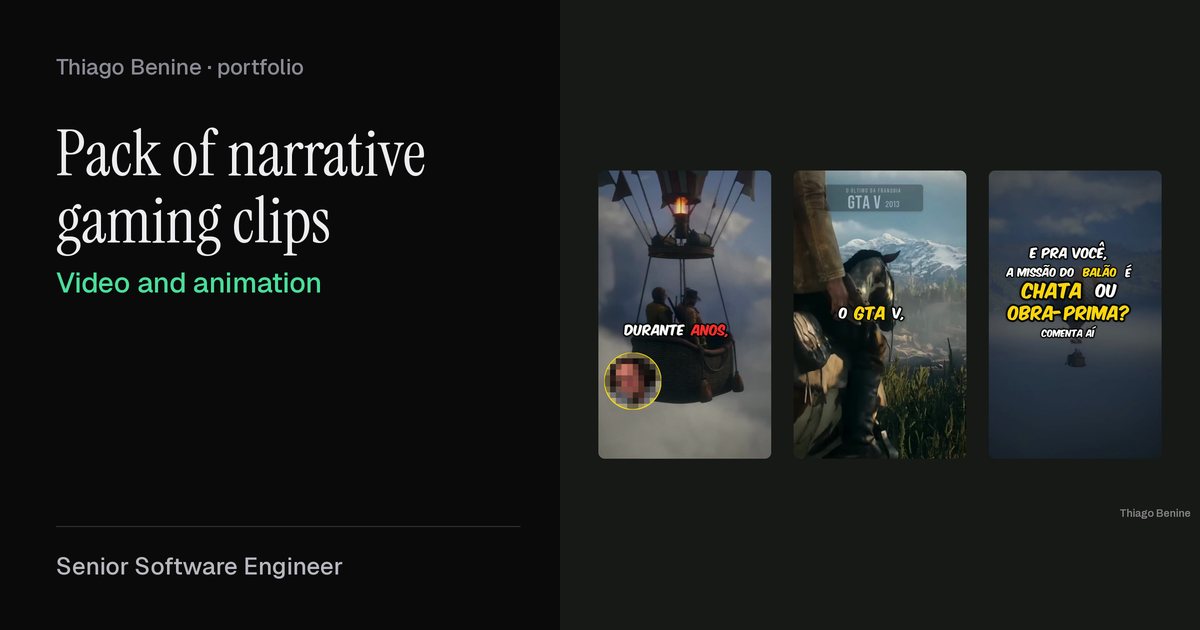 Thiago Benine · portfolio
Pack of narrative
gaming clips
Video and animation
Senior Software Engineer
DURANTE ANOS,
O ÚLTIMO DA FRANQUIA
GTA V 2013
O GTA V,
E PRA VOCÊ,
A MISSÃO DO BALÃO É
CHATA OU
OBRA-PRIMA?
COMENTA AÍ
Thiago Benine